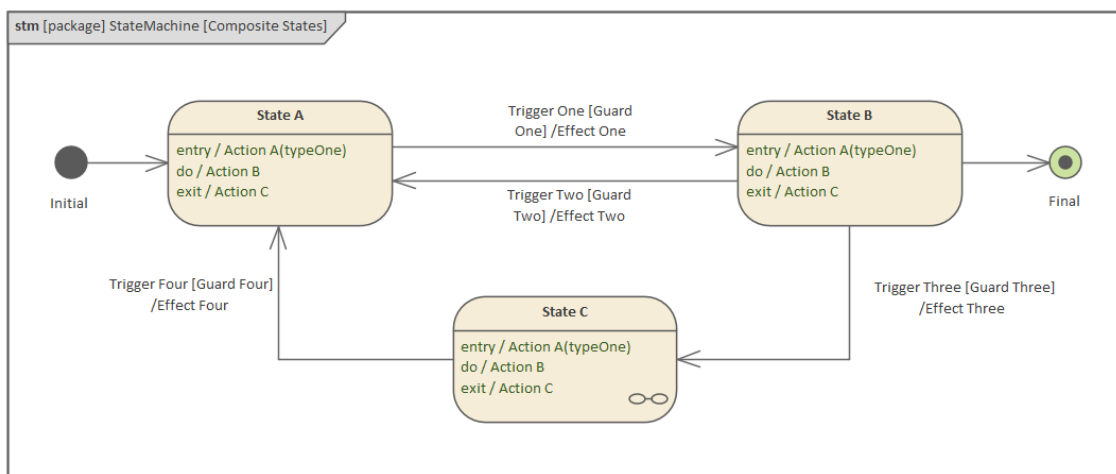 stm [package] StateMachine [Composite States]
State A
entry / Action A(typeOne)
do / Action B
exit / Action C
Trigger One [Guard
One] /Effect One
State B
entry / Action A(typeOne)
do / Action B
exit / Action C
Trigger Two [Guard
Two] /Effect Two
Initial
Final
Trigger Four [Guard Four]
/Effect Four
Trigger Three [Guard Three]
/Effect Three
State C
entry / Action A(typeOne)
do / Action B
exit / Action C